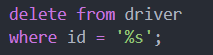 delete from driver
where id = '%s';